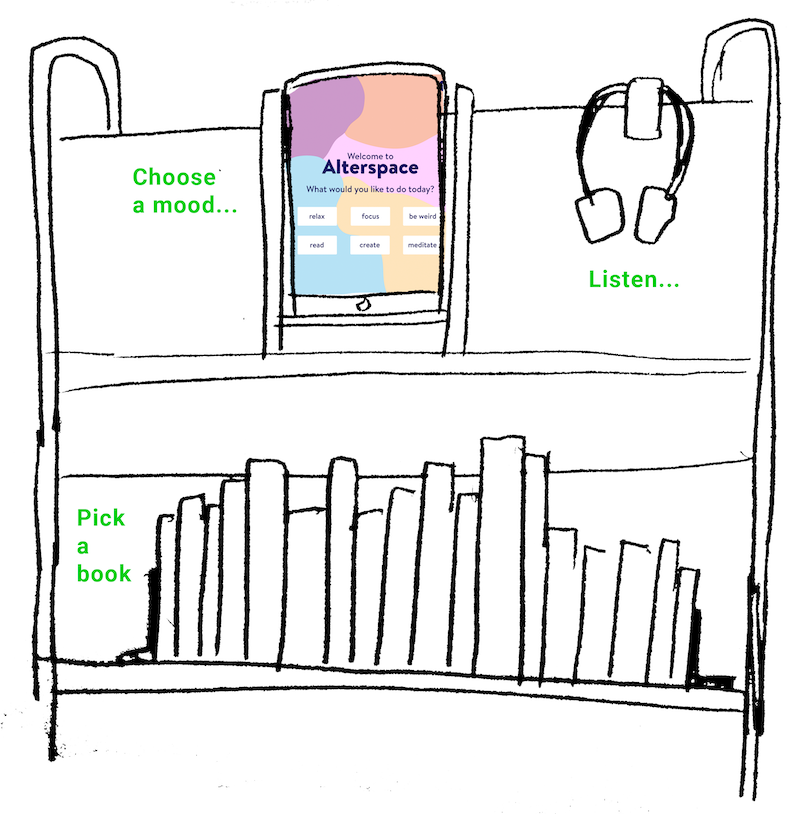 Welcome to
Alterspace
What would you like to do today?
relax focus be weird
read create meditate
Choose
a mood...
Listen...
Pick
a
book